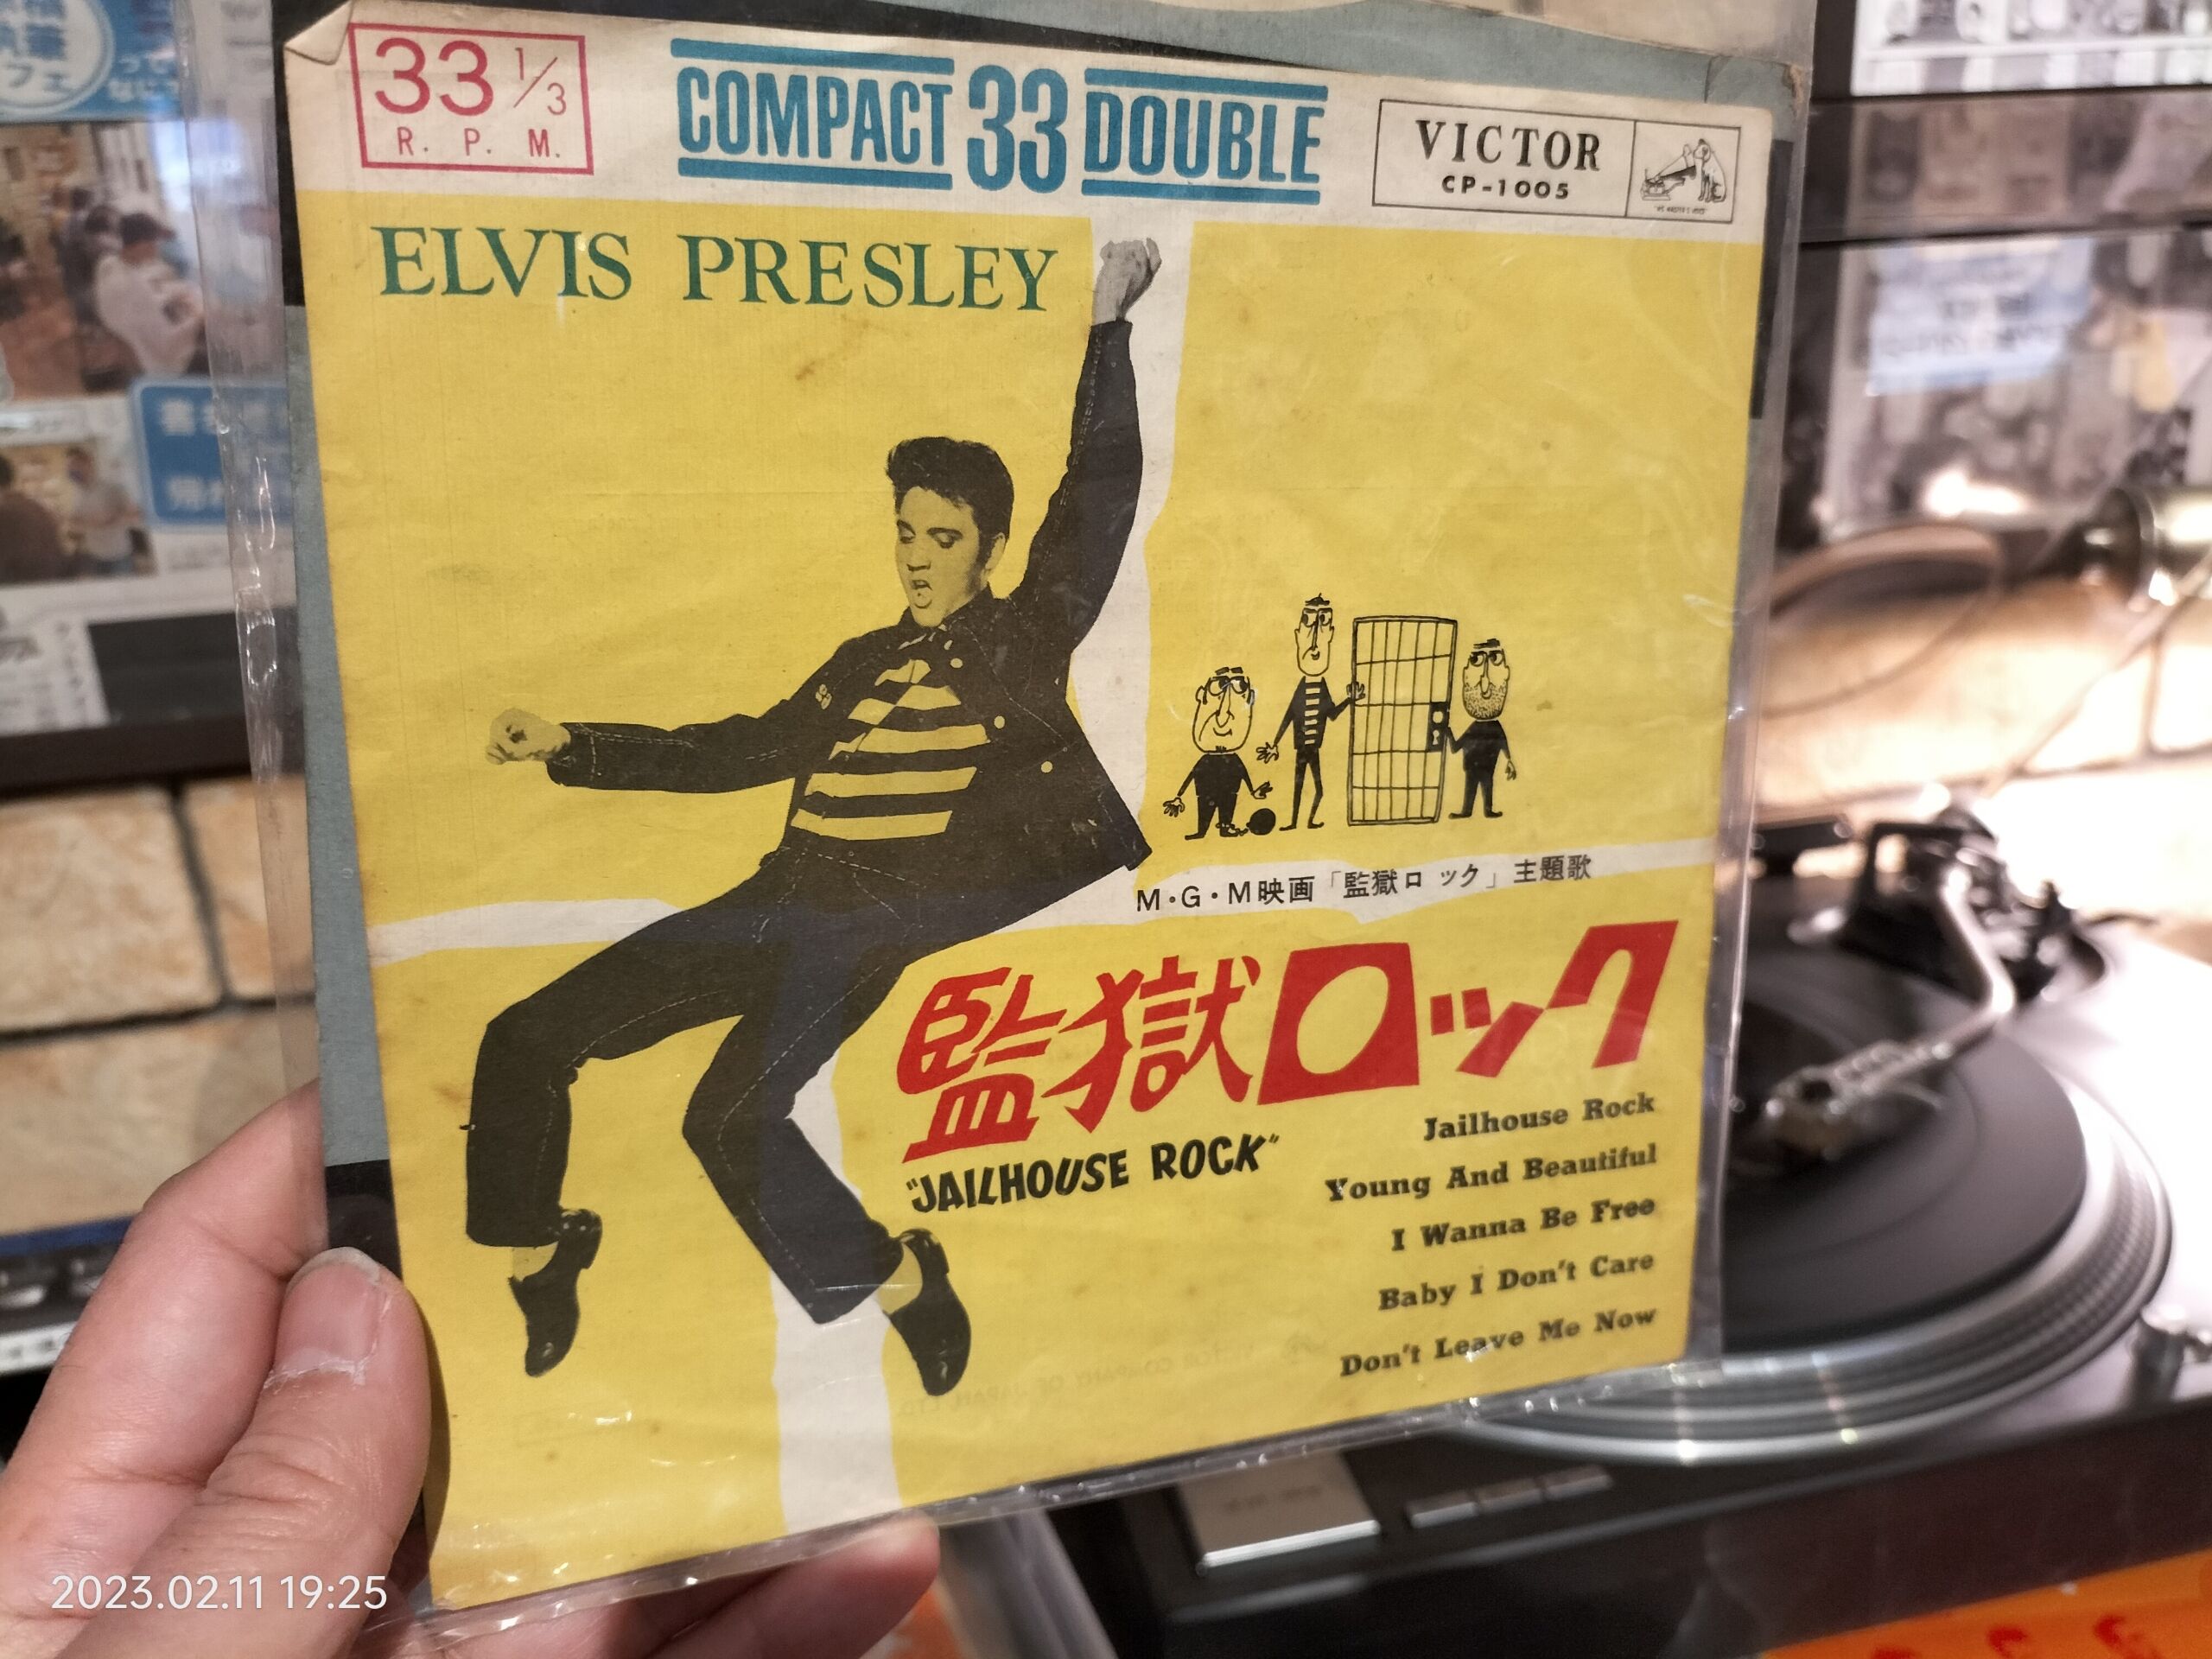 33 1/3
R. P. M.
COMPACT 33 DOUBLE
VICTOR
CP-1005
ELVIS PRESLEY
M・G・M映画「監獄ロック」主題歌
監獄ロック
"JAILHOUSE ROCK"
Jailhouse Rock
Young And Beautiful
I Wanna Be Free
Baby I Don't Care
Don't Leave Me Now
2023.02.11 19:25